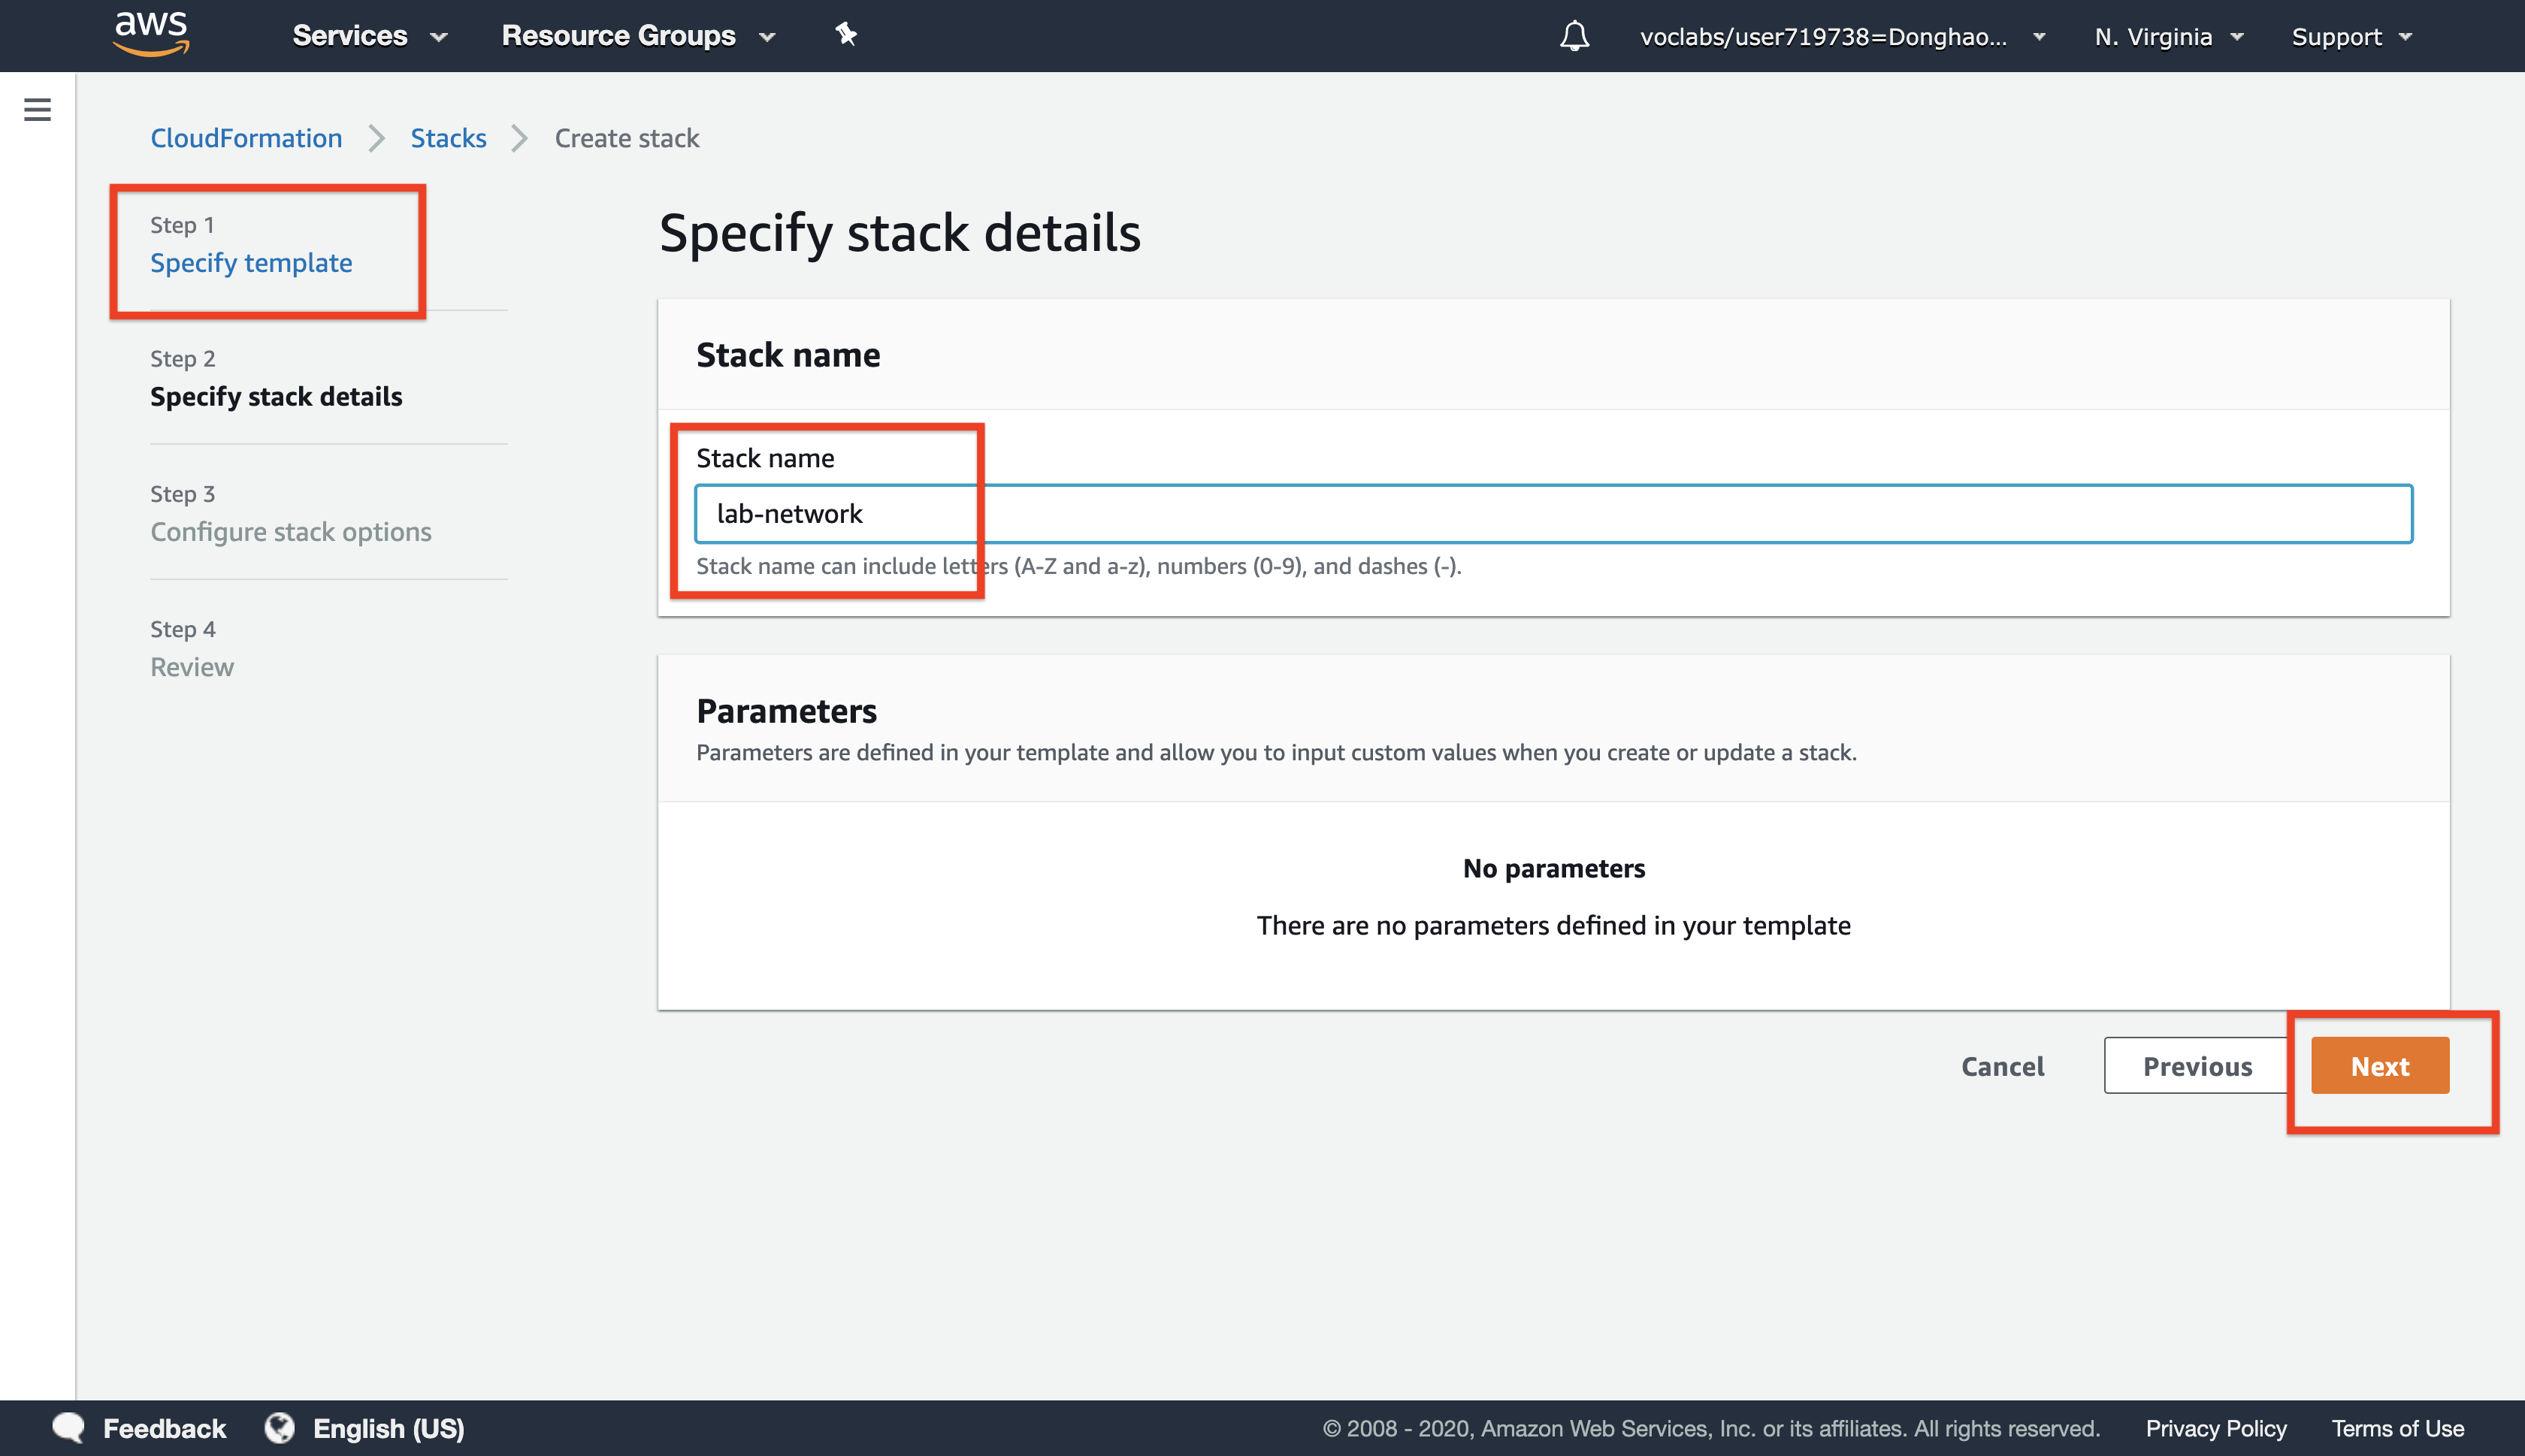 aws
Services
Resource Groups
voclabs/user719738=Donghao...
N. Virginia
Support
CloudFormation
Stacks
Create stack
Step 1
Specify template
Step 2
Specify stack details
Step 3
Configure stack options
Step 4
Review
Specify stack details
Stack name
Stack name
lab-network
Stack name can include letters (A-Z and a-z), numbers (0-9), and dashes (-).
Parameters
Parameters are defined in your template and allow you to input custom values when you create or update a stack.
No parameters
There are no parameters defined in your template
Cancel
Previous
Next
Feedback
English (US)
© 2008 - 2020, Amazon Web Services, Inc. or its affiliates. All rights reserved.
Privacy Policy
Terms of Use